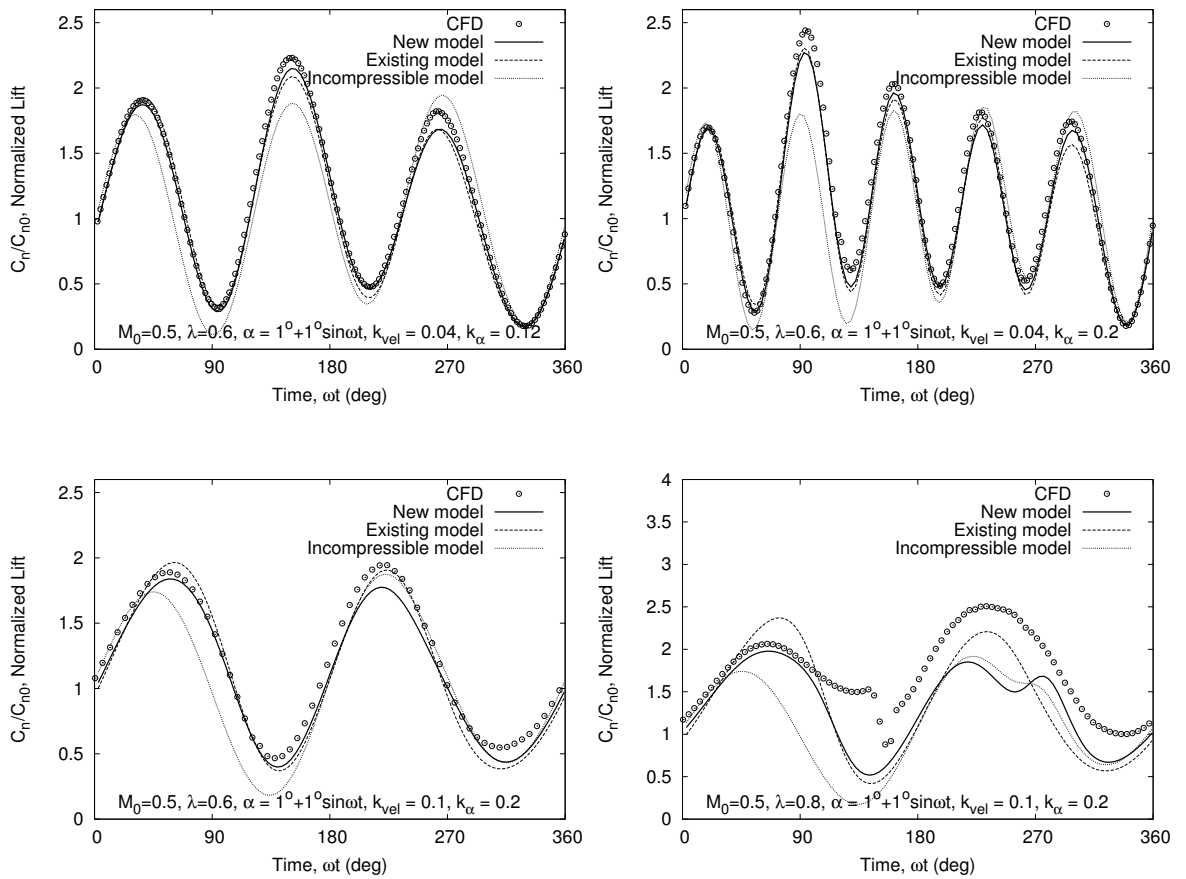 C_n/C_n0, Normalized Lift
2.5
2
1.5
1
0.5
0
CFD
New model
Existing model
Incompressible model
M_0=0.5, λ=0.6, α = 1^o+1^o sinωt, k_vel = 0.04, k_α = 0.12
0 90 180 270 360
Time, ωt (deg)
C_n/C_n0, Normalized Lift
2.5
2
1.5
1
0.5
0
CFD
New model
Existing model
Incompressible model
M_0=0.5, λ=0.6, α = 1^o+1^o sinωt, k_vel = 0.04, k_α = 0.2
0 90 180 270 360
Time, ωt (deg)
C_n/C_n0, Normalized Lift
2.5
2
1.5
1
0.5
0
CFD
New model
Existing model
Incompressible model
M_0=0.5, λ=0.6, α = 1^o+1^o sinωt, k_vel = 0.1, k_α = 0.2
0 90 180 270 360
Time, ωt (deg)
C_n/C_n0, Normalized Lift
4
3.5
3
2.5
2
1.5
1
0.5
0
CFD
New model
Existing model
Incompressible model
M_0=0.5, λ=0.8, α = 1^o+1^o sinωt, k_vel = 0.1, k_α = 0.2
0 90 180 270 360
Time, ωt (deg)